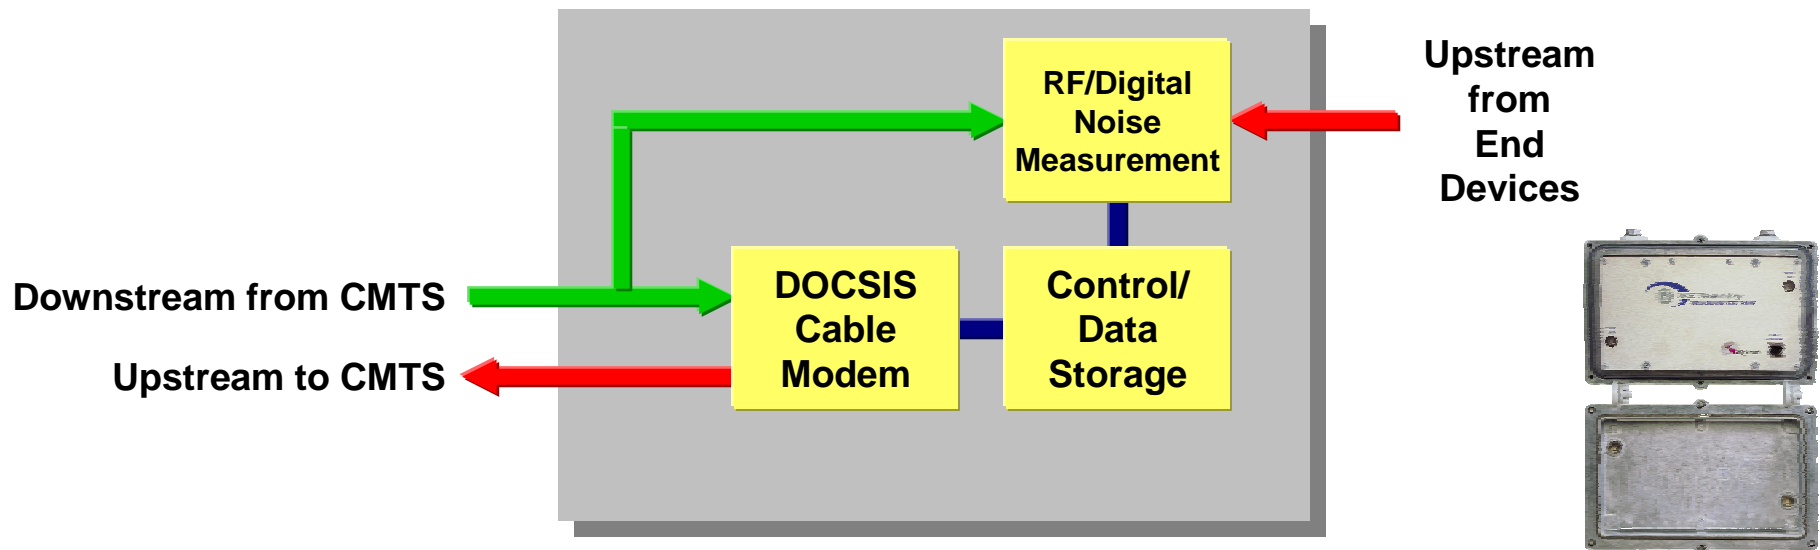 RF/Digital
Noise
Measurement
Upstream
from
End
Devices
Downstream from CMTS
Upstream to CMTS
DOCSIS
Cable
Modem
Control/
Data
Storage